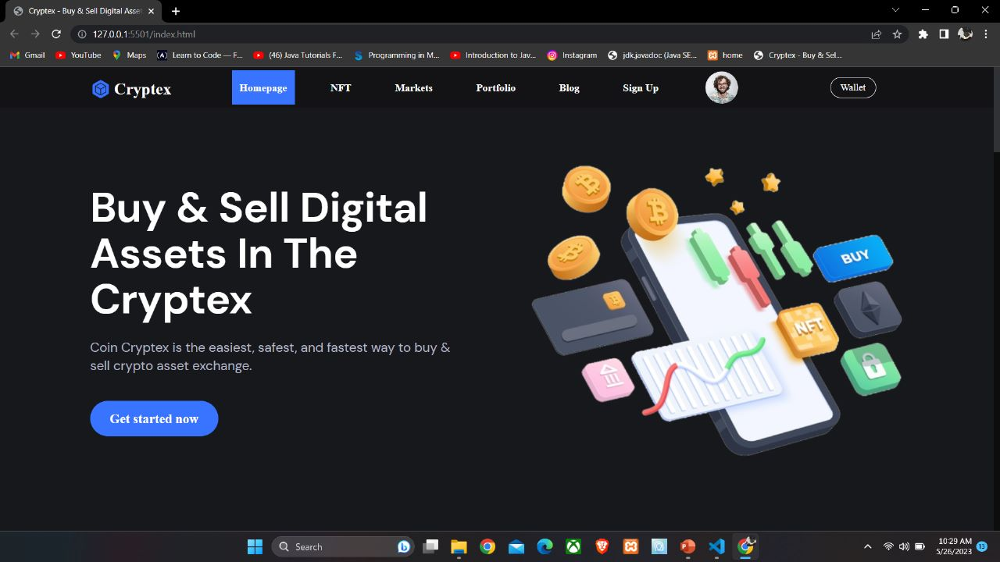 Cryptex - Buy & Sell Digital Asset
127.0.0.1:5501/index.html
Gmail
YouTube
Maps
Learn to Code — F...
(46) Java Tutorials F...
Programming in M...
Introduction to Jav...
Instagram
jdk.javadoc (Java SE...
home
Cryptex - Buy & Sel...
Cryptex
Homepage
NFT
Markets
Portfolio
Blog
Sign Up
Wallet
Buy & Sell Digital
Assets In The
Cryptex
Coin Cryptex is the easiest, safest, and fastest way to buy &
sell crypto asset exchange.
Get started now
BUY
NFT
Search
10:29 AM
5/26/2023
13